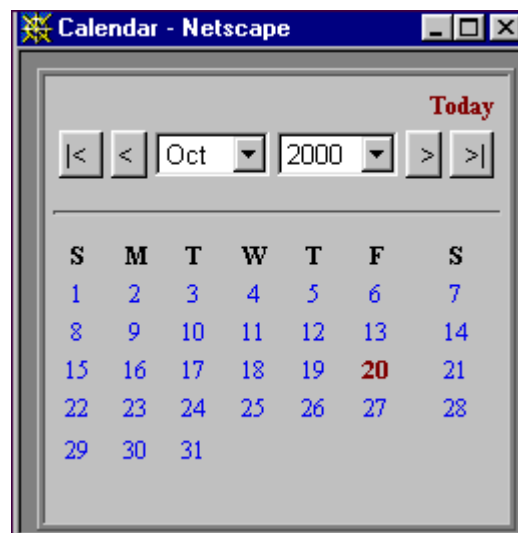 Calendar - Netscape
Today
|< < Oct 2000 > >|
S M T W T F S
1 2 3 4 5 6 7
8 9 10 11 12 13 14
15 16 17 18 19 20 21
22 23 24 25 26 27 28
29 30 31